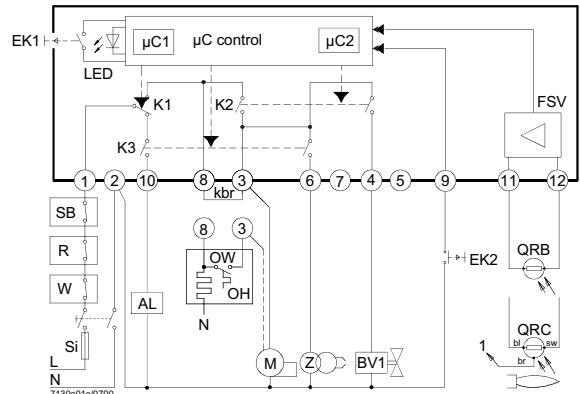 EK1
LED
µC1
µC control
µC2
K1
K2
K3
FSV
1
2
10
8
3
6
7
4
5
9
11
12
kbr
SB
R
W
Si
L
N
AL
8
3
OW
OH
N
M
Z
BV1
EK2
QRB
QRC
bl
sw
br
1